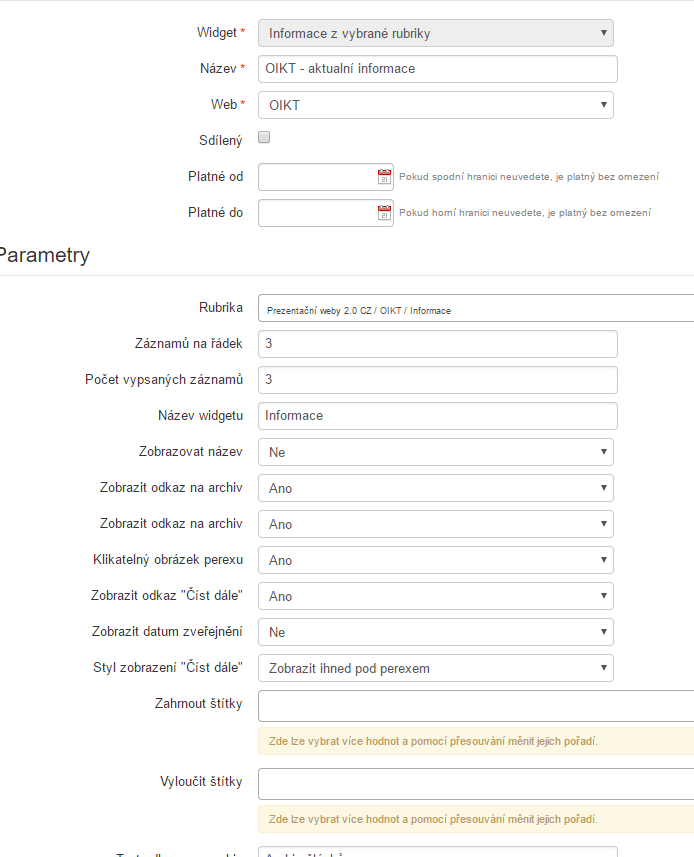 Widget * Informace z vybrané rubriky
Název * OIKT - aktualní informace
Web * OIKT
Sdílený
Platné od Pokud spodní hranici neuvedete, je platný bez omezení
Platné do Pokud horní hranici neuvedete, je platný bez omezení
Parametry
Rubrika Prezentační weby 2.0 CZ / OIKT / Informace
Záznamů na řádek 3
Počet vypsaných záznamů 3
Název widgetu Informace
Zobrazovat název Ne
Zobrazit odkaz na archiv Ano
Zobrazit odkaz na archiv Ano
Klikatelný obrázek perexu Ano
Zobrazit odkaz "Číst dále" Ano
Zobrazit datum zveřejnění Ne
Styl zobrazení "Číst dále" Zobrazit ihned pod perexem
Zahrnout štítky
Zde lze vybrat více hodnot a pomocí přesouvání měnit jejich pořadí.
Vyloučit štítky
Zde lze vybrat více hodnot a pomocí přesouvání měnit jejich pořadí.